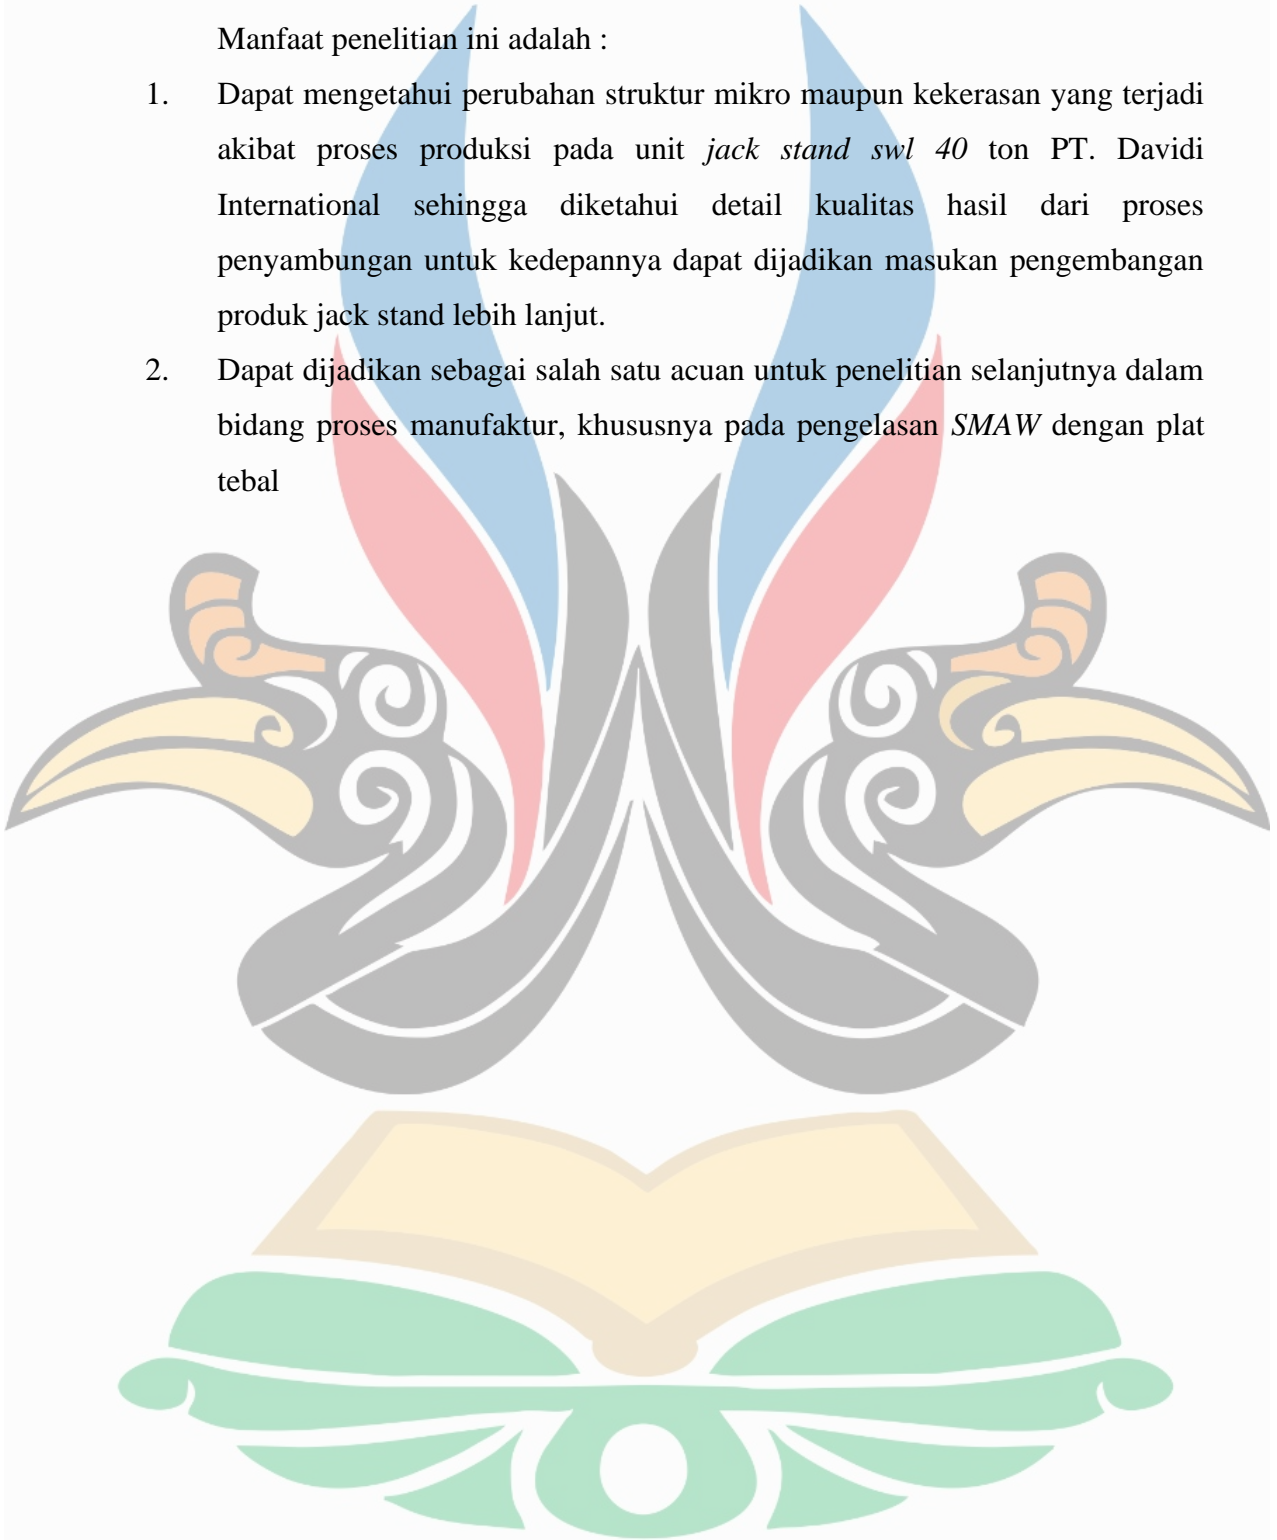 Manfaat penelitian ini adalah :
1. Dapat mengetahui perubahan struktur mikro maupun kekerasan yang terjadi
akibat proses produksi pada unit jack stand swl 40 ton PT. Davidi
International sehingga diketahui detail kualitas hasil dari proses
penyambungan untuk kedepannya dapat dijadikan masukan pengembangan
produk jack stand lebih lanjut.
2. Dapat dijadikan sebagai salah satu acuan untuk penelitian selanjutnya dalam
bidang proses manufaktur, khususnya pada pengelasan SMAW dengan plat
tebal